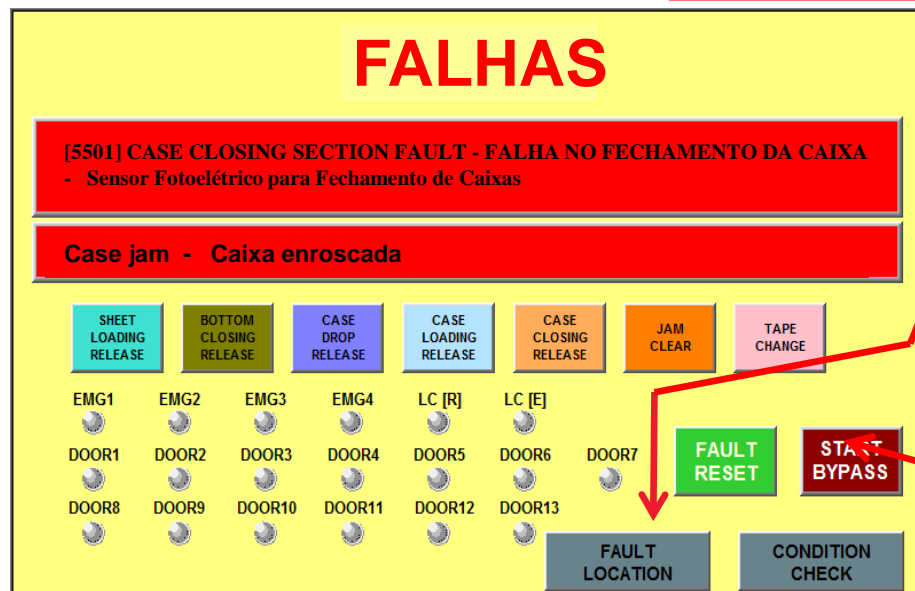 FALHAS
[5501] CASE CLOSING SECTION FAULT - FALHA NO FECHAMENTO DA CAIXA
- Sensor Fotoelétrico para Fechamento de Caixas
Case jam - Caixa enroscada
SHEET
LOADING
RELEASE
BOTTOM
CLOSING
RELEASE
CASE
DROP
RELEASE
CASE
LOADING
RELEASE
CASE
CLOSING
RELEASE
JAM
CLEAR
TAPE
CHANGE
EMG1 EMG2 EMG3 EMG4 LC [R] LC [E]
DOOR1 DOOR2 DOOR3 DOOR4 DOOR5 DOOR6 DOOR7
FAULT
RESET
START
BYPASS
DOOR8 DOOR9 DOOR10 DOOR11 DOOR12 DOOR13
FAULT
LOCATION
CONDITION
CHECK